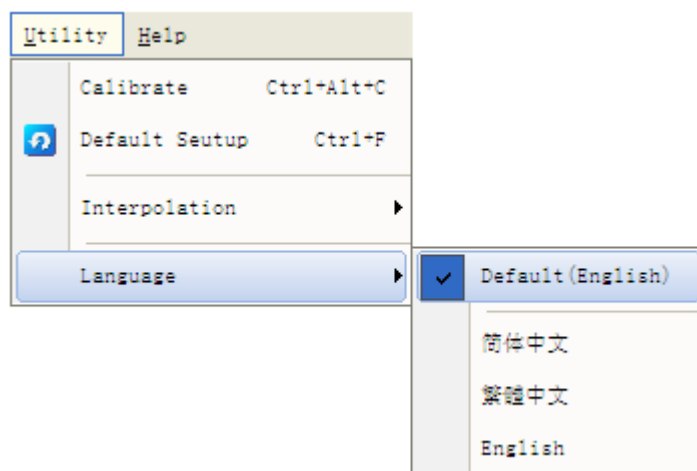 Utility Help
Calibrate Ctrl+Alt+C
Default Seutup Ctrl+F
Interpolation
Language
Default(English)
简体中文
繁體中文
English